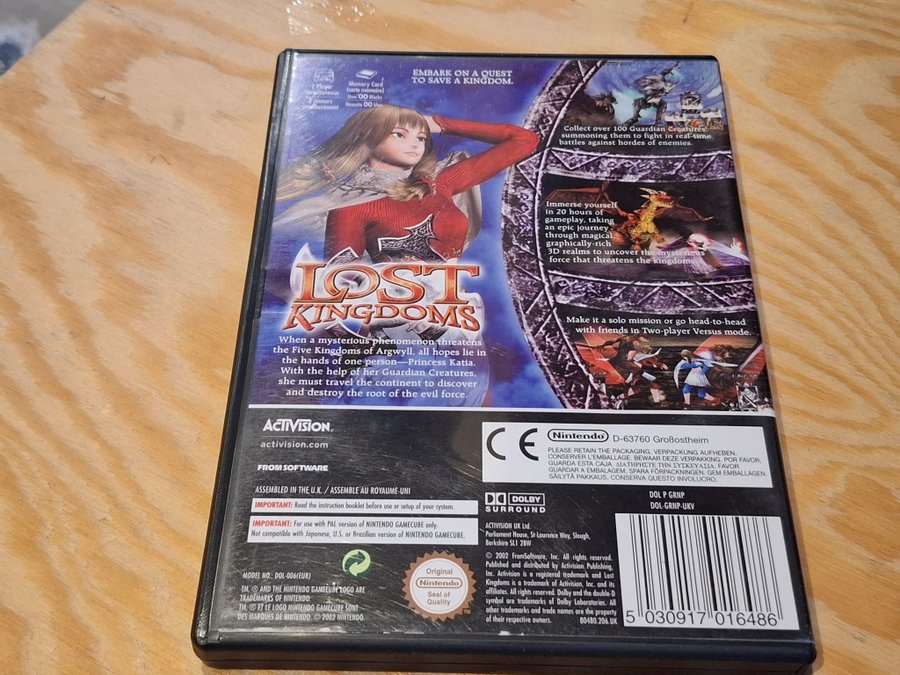 2 Player
Simultaneous
2 joueurs
simultanément
Memory Card
(carte mémoire)
Uses 00 Blocks
Nécessite 00 blocs
EMBARK ON A QUEST
TO SAVE A KINGDOM.
Collect over 100 Guardian Creatures,
summoning them to fight in real-time
battles against hordes of enemies.
Immerse yourself
in 20 hours of
gameplay, taking
an epic journey
through magical,
graphically-rich
3D realms to uncover the mysterious
force that threatens the kingdoms.
Make it a solo mission or go head-to-head
with friends in Two-player Versus mode.
LOST
KINGDOMS™
When a mysterious phenomenon threatens
the Five Kingdoms of Argwyll, all hopes lie in
the hands of one person—Princess Katia.
With the help of her Guardian Creatures,
she must travel the continent to discover
and destroy the root of the evil force.
ACTIVISION.
activision.com
FROM SOFTWARE
ASSEMBLED IN THE U.K. / ASSEMBLE AU ROYAUME-UNI
IMPORTANT: Read the instruction booklet before use or setup of your system.
IMPORTANT: For use with PAL version of NINTENDO GAMECUBE only.
Not compatible with Japanese, U.S. or Brazilian version of NINTENDO GAMECUBE.
MODEL NO.: DOL-006(EUR)
TM, ® AND THE NINTENDO GAMECUBE LOGO ARE
TRADEMARKS OF NINTENDO.
TM, ® ET LE LOGO NINTENDO GAMECUBE SONT
DES MARQUES DE NINTENDO. © 2002 NINTENDO.
Original
Nintendo
Seal of
Quality
CE Nintendo D-63760 Großostheim
PLEASE RETAIN THE PACKAGING. VERPACKUNG AUFHEBEN.
CONSERVER L'EMBALLAGE. BEWAAR DEZE VERPAKKING. POR FAVOR,
GUARDA ESTA CAJA. ΔΙΑΤΗΡΗΣΤΕ ΤΗΝ ΣΥΣΚΕΥΑΣΙΑ. FAVOR
GUARDAR A EMBALAGEM. SPARA FÖRPACKNINGEN. GEM EMBALLAGEN.
SÄILYTÄ PAKKAUS. CONSERVA QUESTO INVOLUCRO.
DOLBY
SURROUND
DOL P GRNP
DOL-GRNP-UKV
ACTIVISION UK Ltd.
Parliament House, St Laurence Way, Slough,
Berkshire SL1 2BW
© 2002 FromSoftware, Inc. All rights reserved.
Published and distributed by Activision Publishing,
Inc. Activision is a registered trademark and Lost
Kingdoms is a trademark of Activision, Inc. and its
affiliates. All rights reserved. Dolby and the double-D
symbol are trademarks of Dolby Laboratories. All
other trademarks and trade names are the property
of their respective owners.
80480.206.UK
5 030917 016486